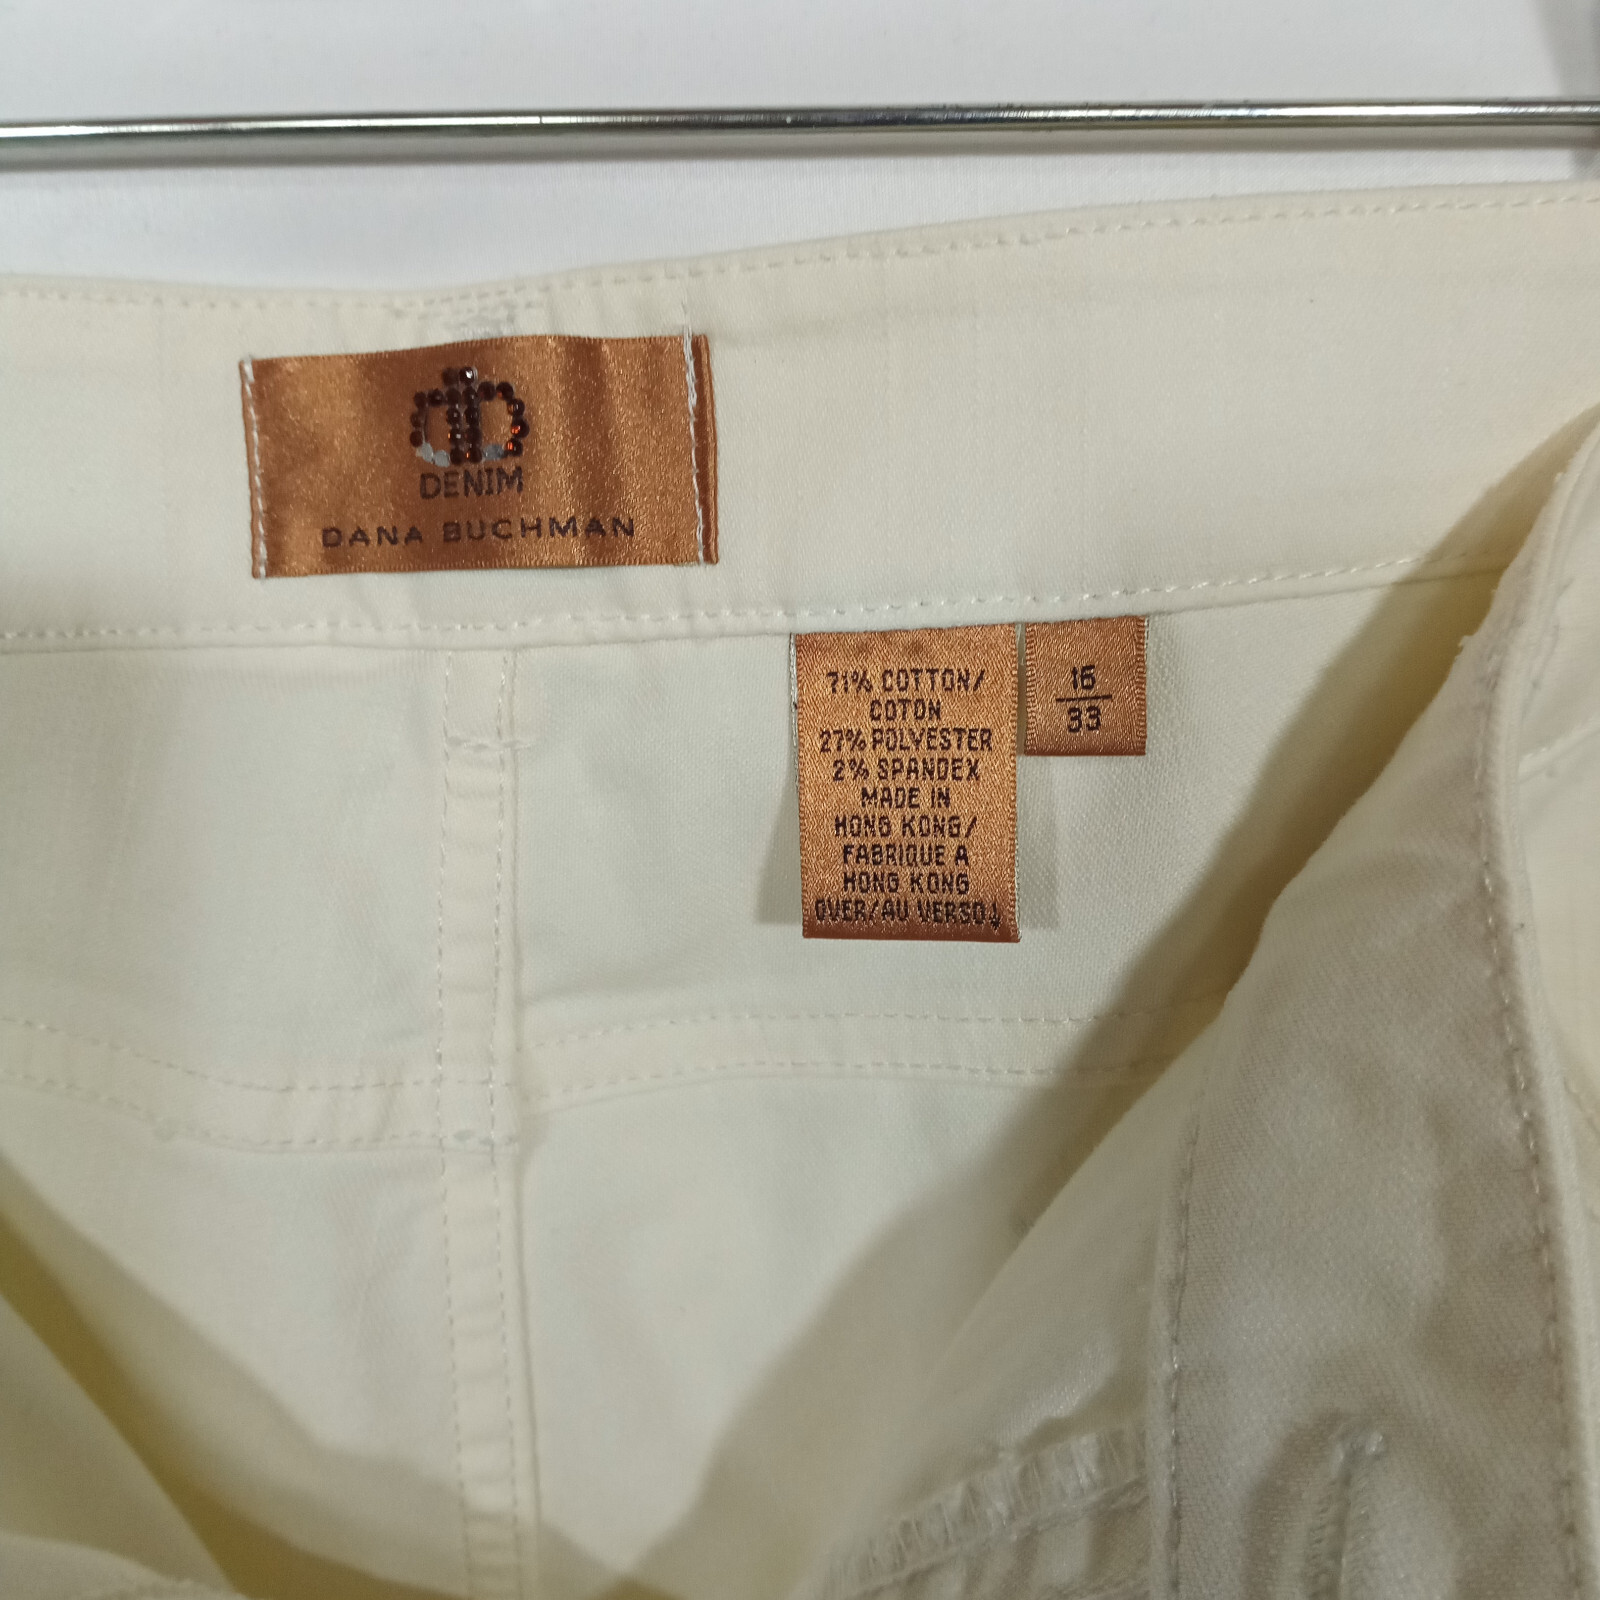 DENIM
DANA BUCHMAN
71% COTTON/
COTON
27% POLYESTER
2% SPANDEX
MADE IN
HONG KONG/
FABRIQUE A
HONG KONG
OVER/AU VERSO↓
16
33